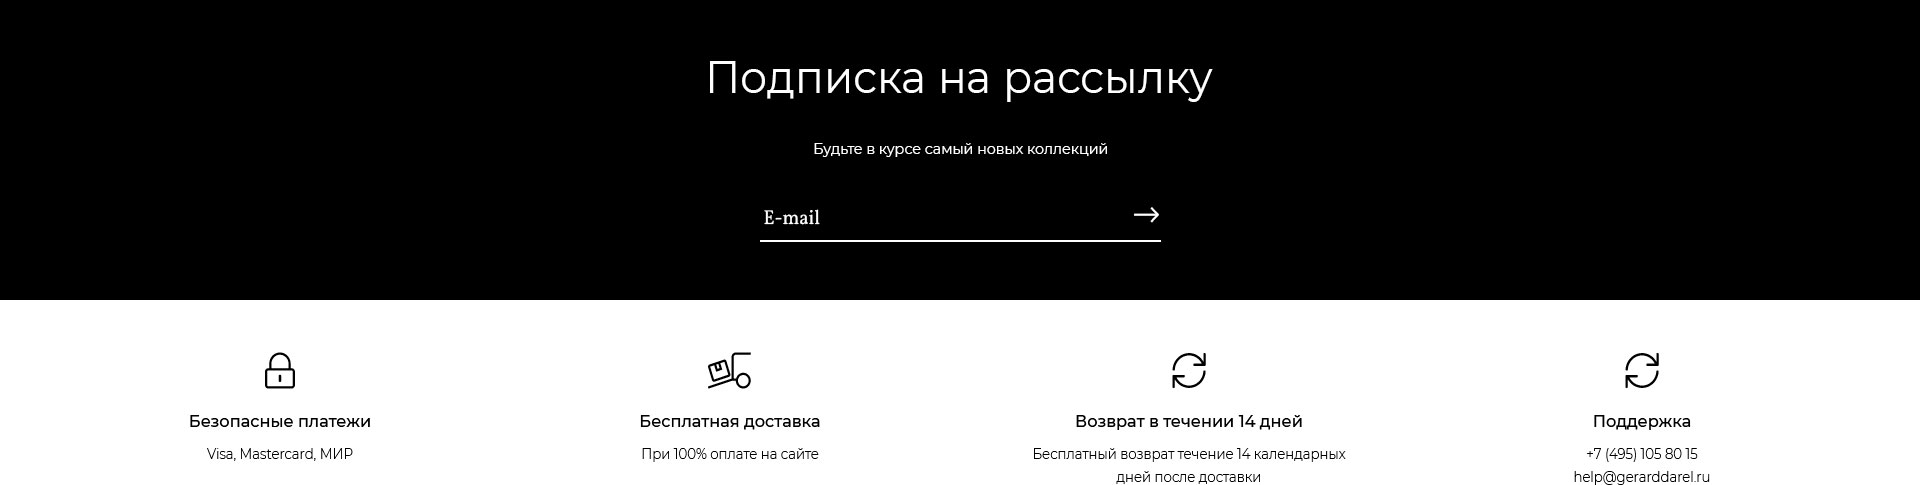 Подписка на рассылку
Будьте в курсе самый новых коллекций
E-mail
Безопасные платежи
Visa, Mastercard, МИР
Бесплатная доставка
При 100% оплате на сайте
Возврат в течении 14 дней
Бесплатный возврат течение 14 календарных
дней после доставки
Поддержка
+7 (495) 105 80 15
help@gerarddarel.ru